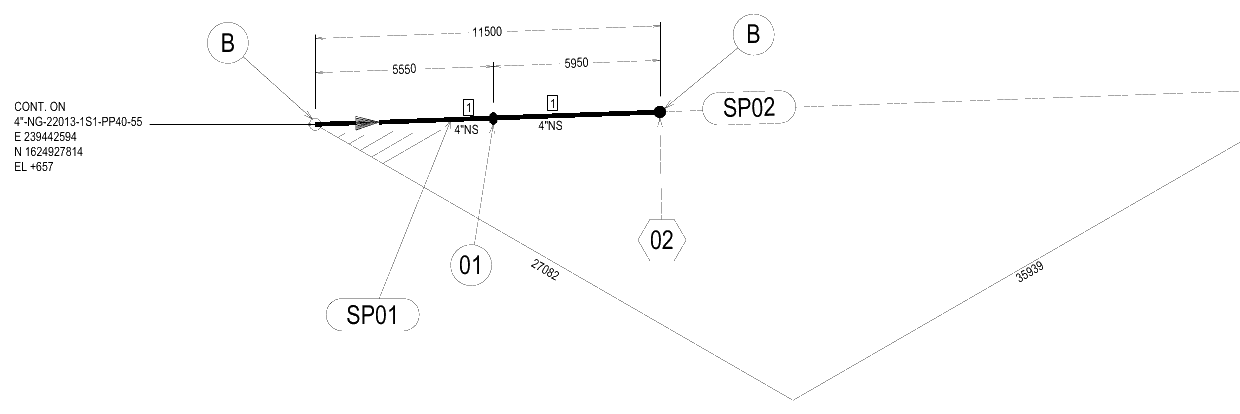 11500
B
B
5550
5950
1
1
CONT. ON
4"-NG-22013-1S1-PP40-55
E 239442594
N 1624927814
EL +657
4"NS
4"NS
SP02
01
02
27082
35939
SP01